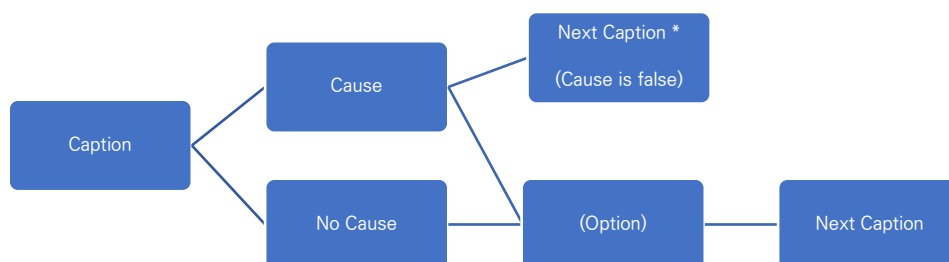 Caption
Cause
No Cause
Next Caption *
(Cause is false)
(Option)
Next Caption